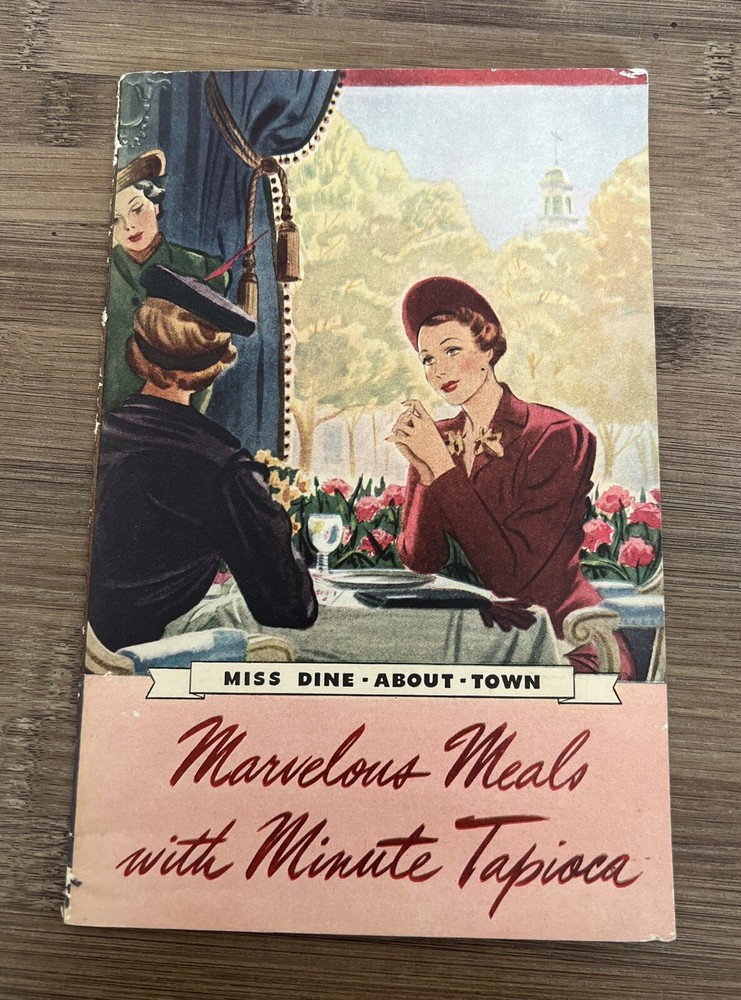 MISS DINE-ABOUT-TOWN
Marvelous Meals
with Minute Tapioca